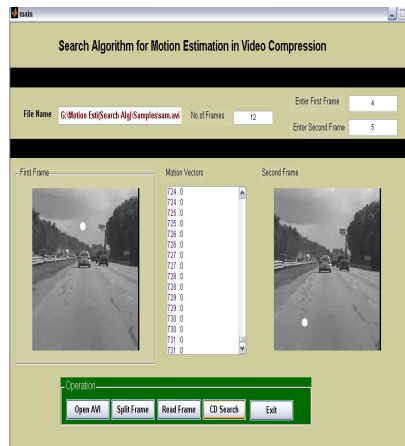 main
Search Algorithm for Motion Estimation in Video Compression
File Name
G:\Motion Esti(Search Alg)\Samples\sam.avi
No.of.Frames
12
Enter First Frame
4
Enter Second Frame
5
First Frame
Motion Vectors
Second Frame
724 :0
724 :0
725 :0
725 :0
726 :0
726 :0
727 :0
727 :0
728 :0
728 :0
729 :0
729 :0
730 :0
730 :0
731 :0
731 :0
Operation
Open AVI
Split Frame
Read Frame
CD Search
Exit